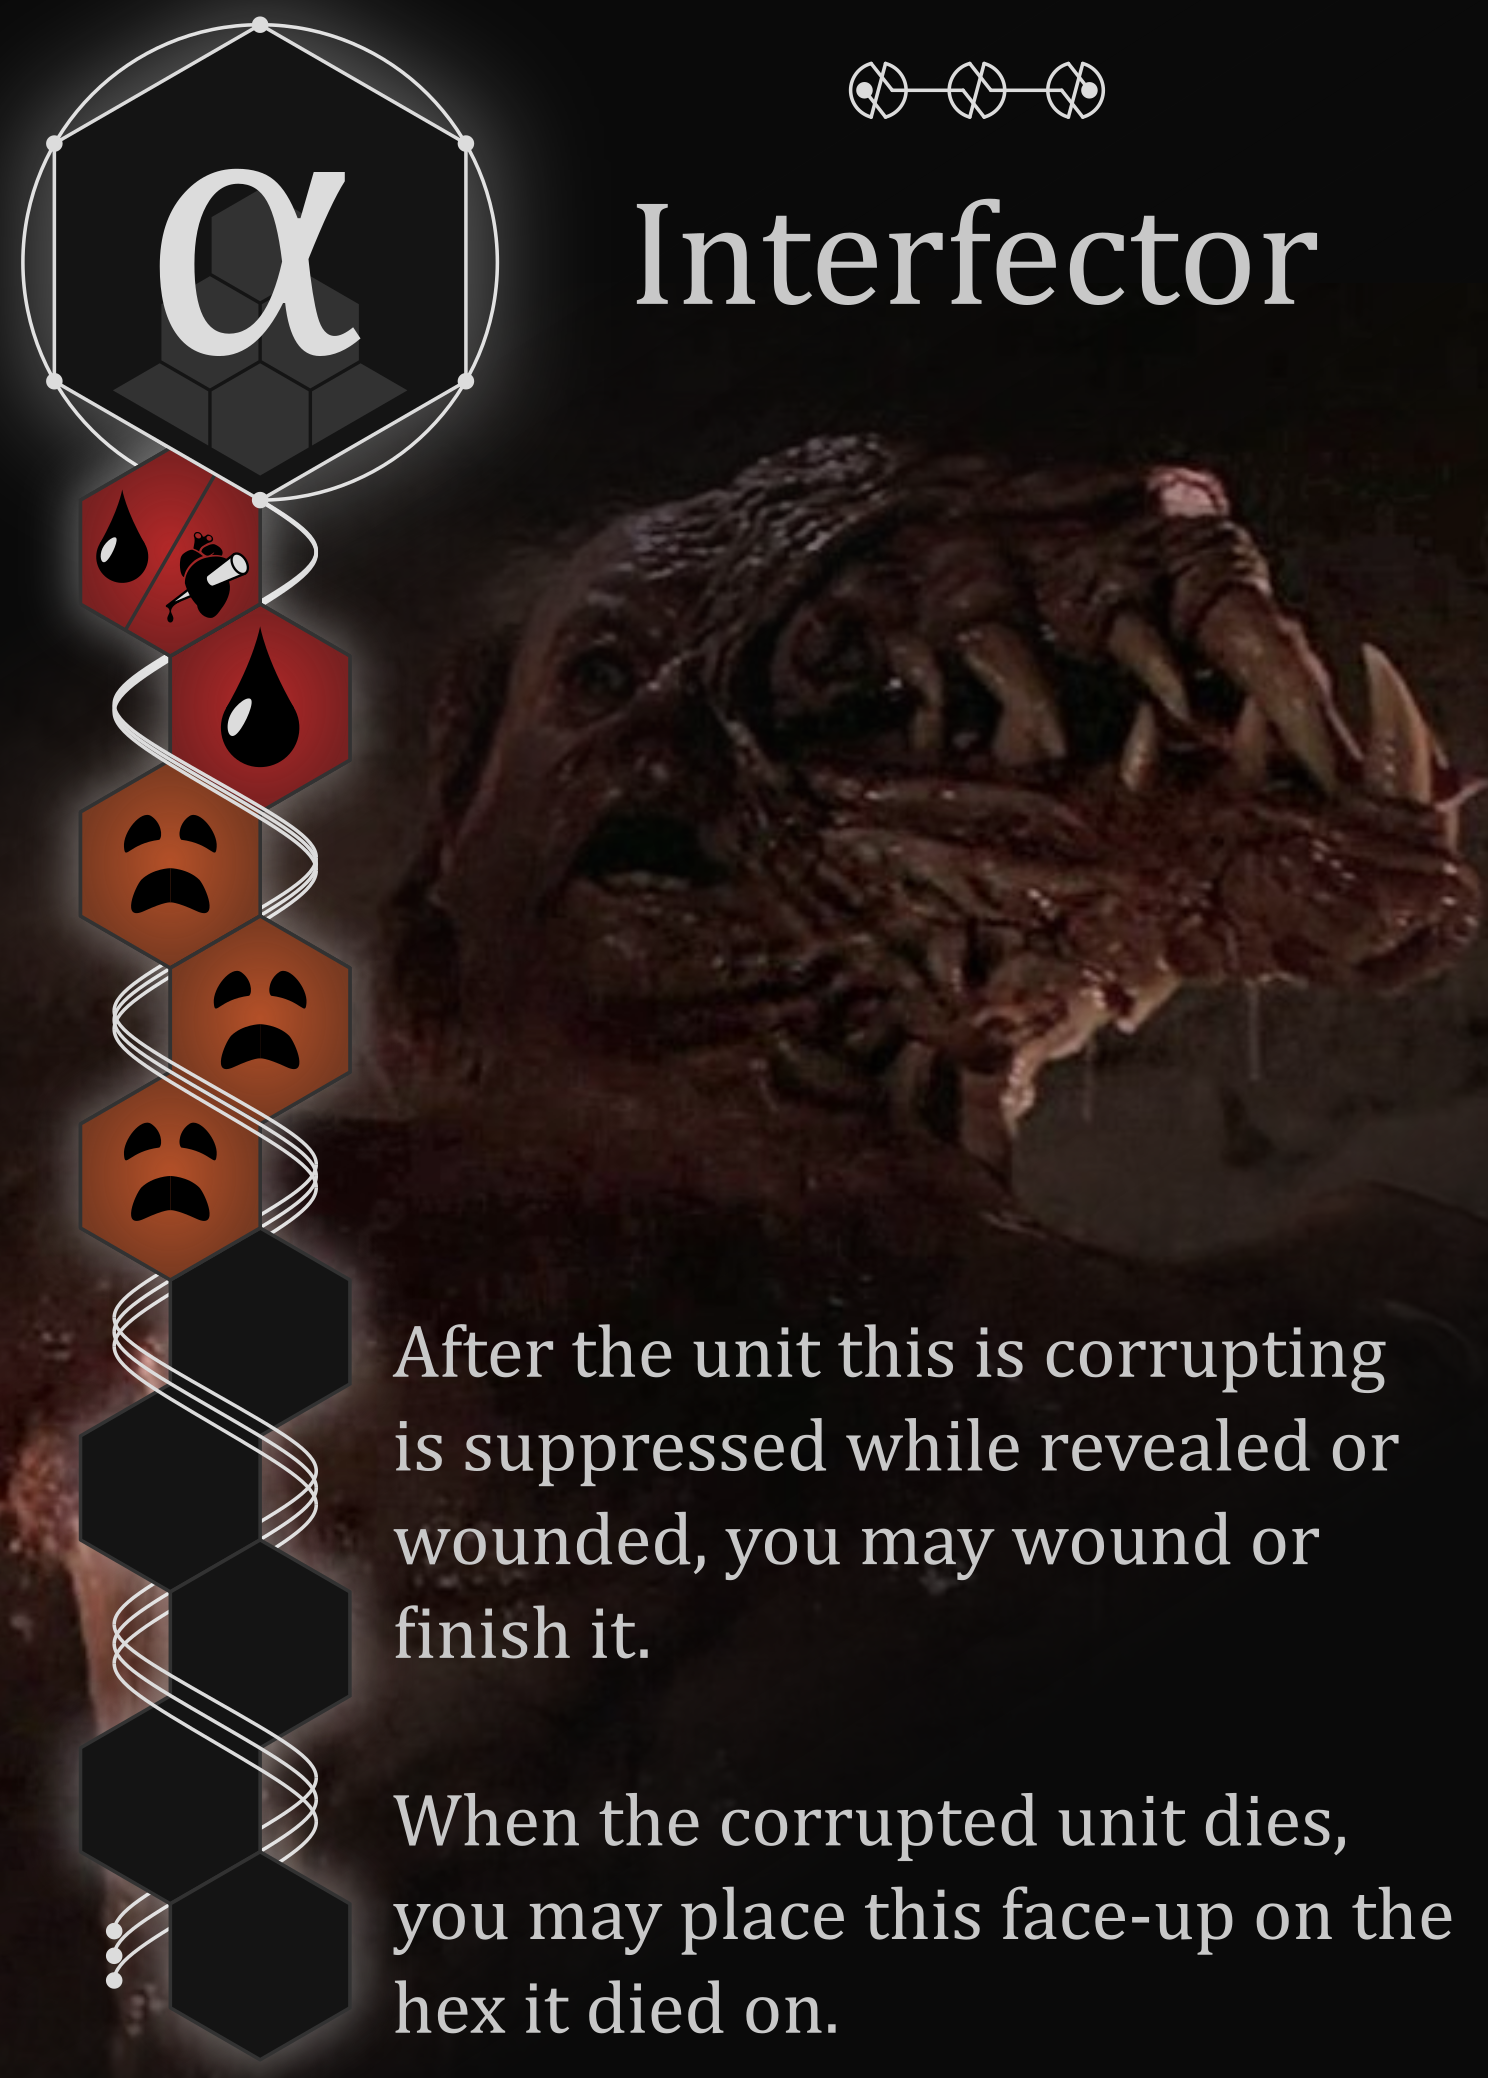 α
Interfector
After the unit this is corrupting
is suppressed while revealed or
wounded, you may wound or
finish it.
When the corrupted unit dies,
you may place this face-up on the
hex it died on.